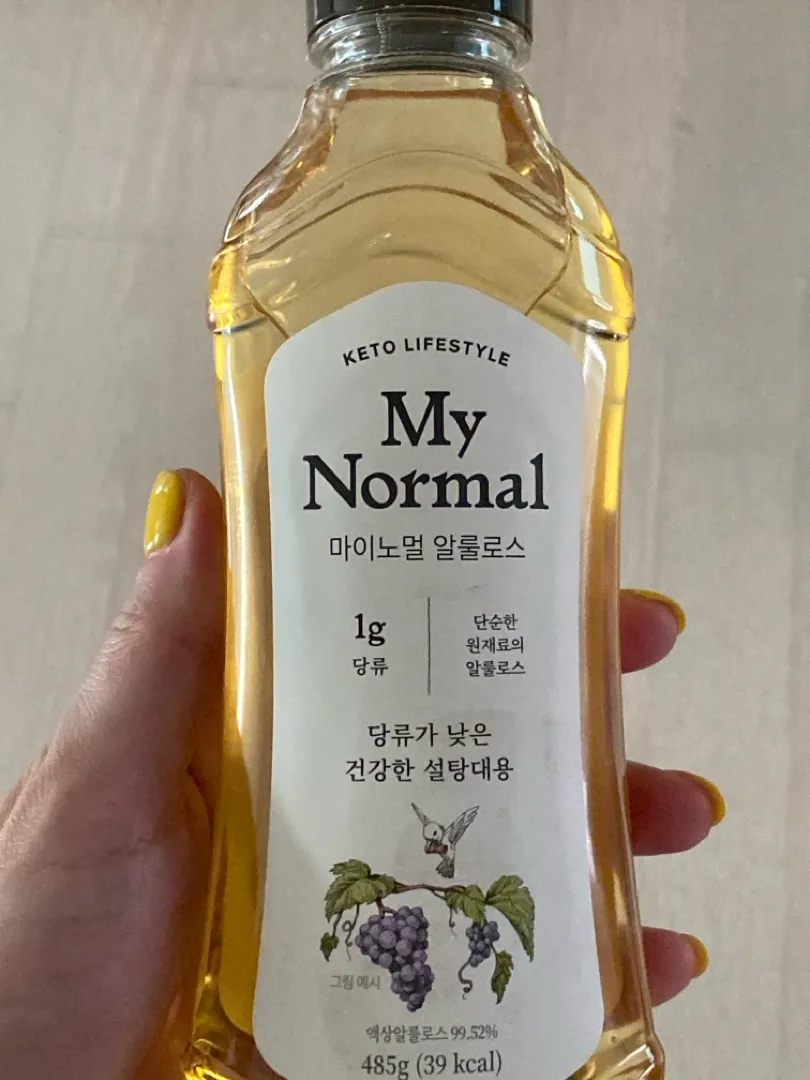 KETO LIFESTYLE
My
Normal
마이노멀 알룰로스
1g
당류
단순한
원재료의
알룰로스
당류가 낮은
건강한 설탕대용
그림 예시
액상알룰로스 99.52%
485g (39 kcal)